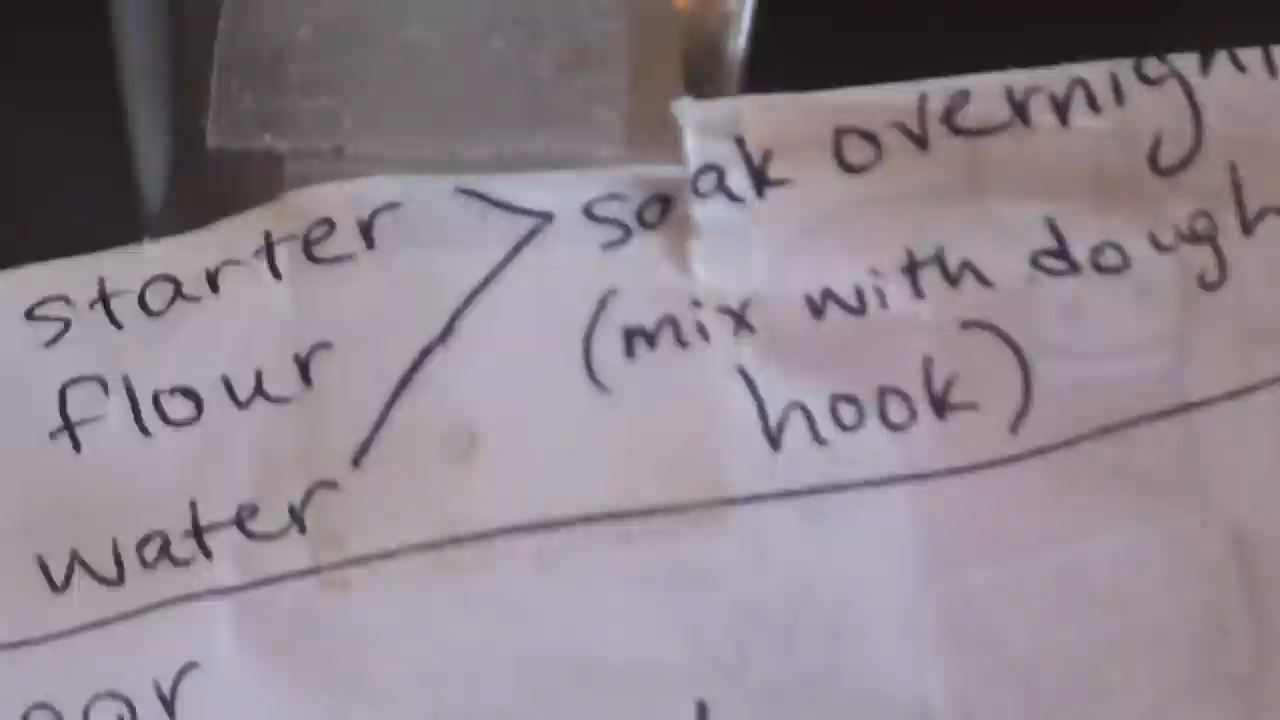 starter > soak overnight
flour (mix with dough
hook)
water